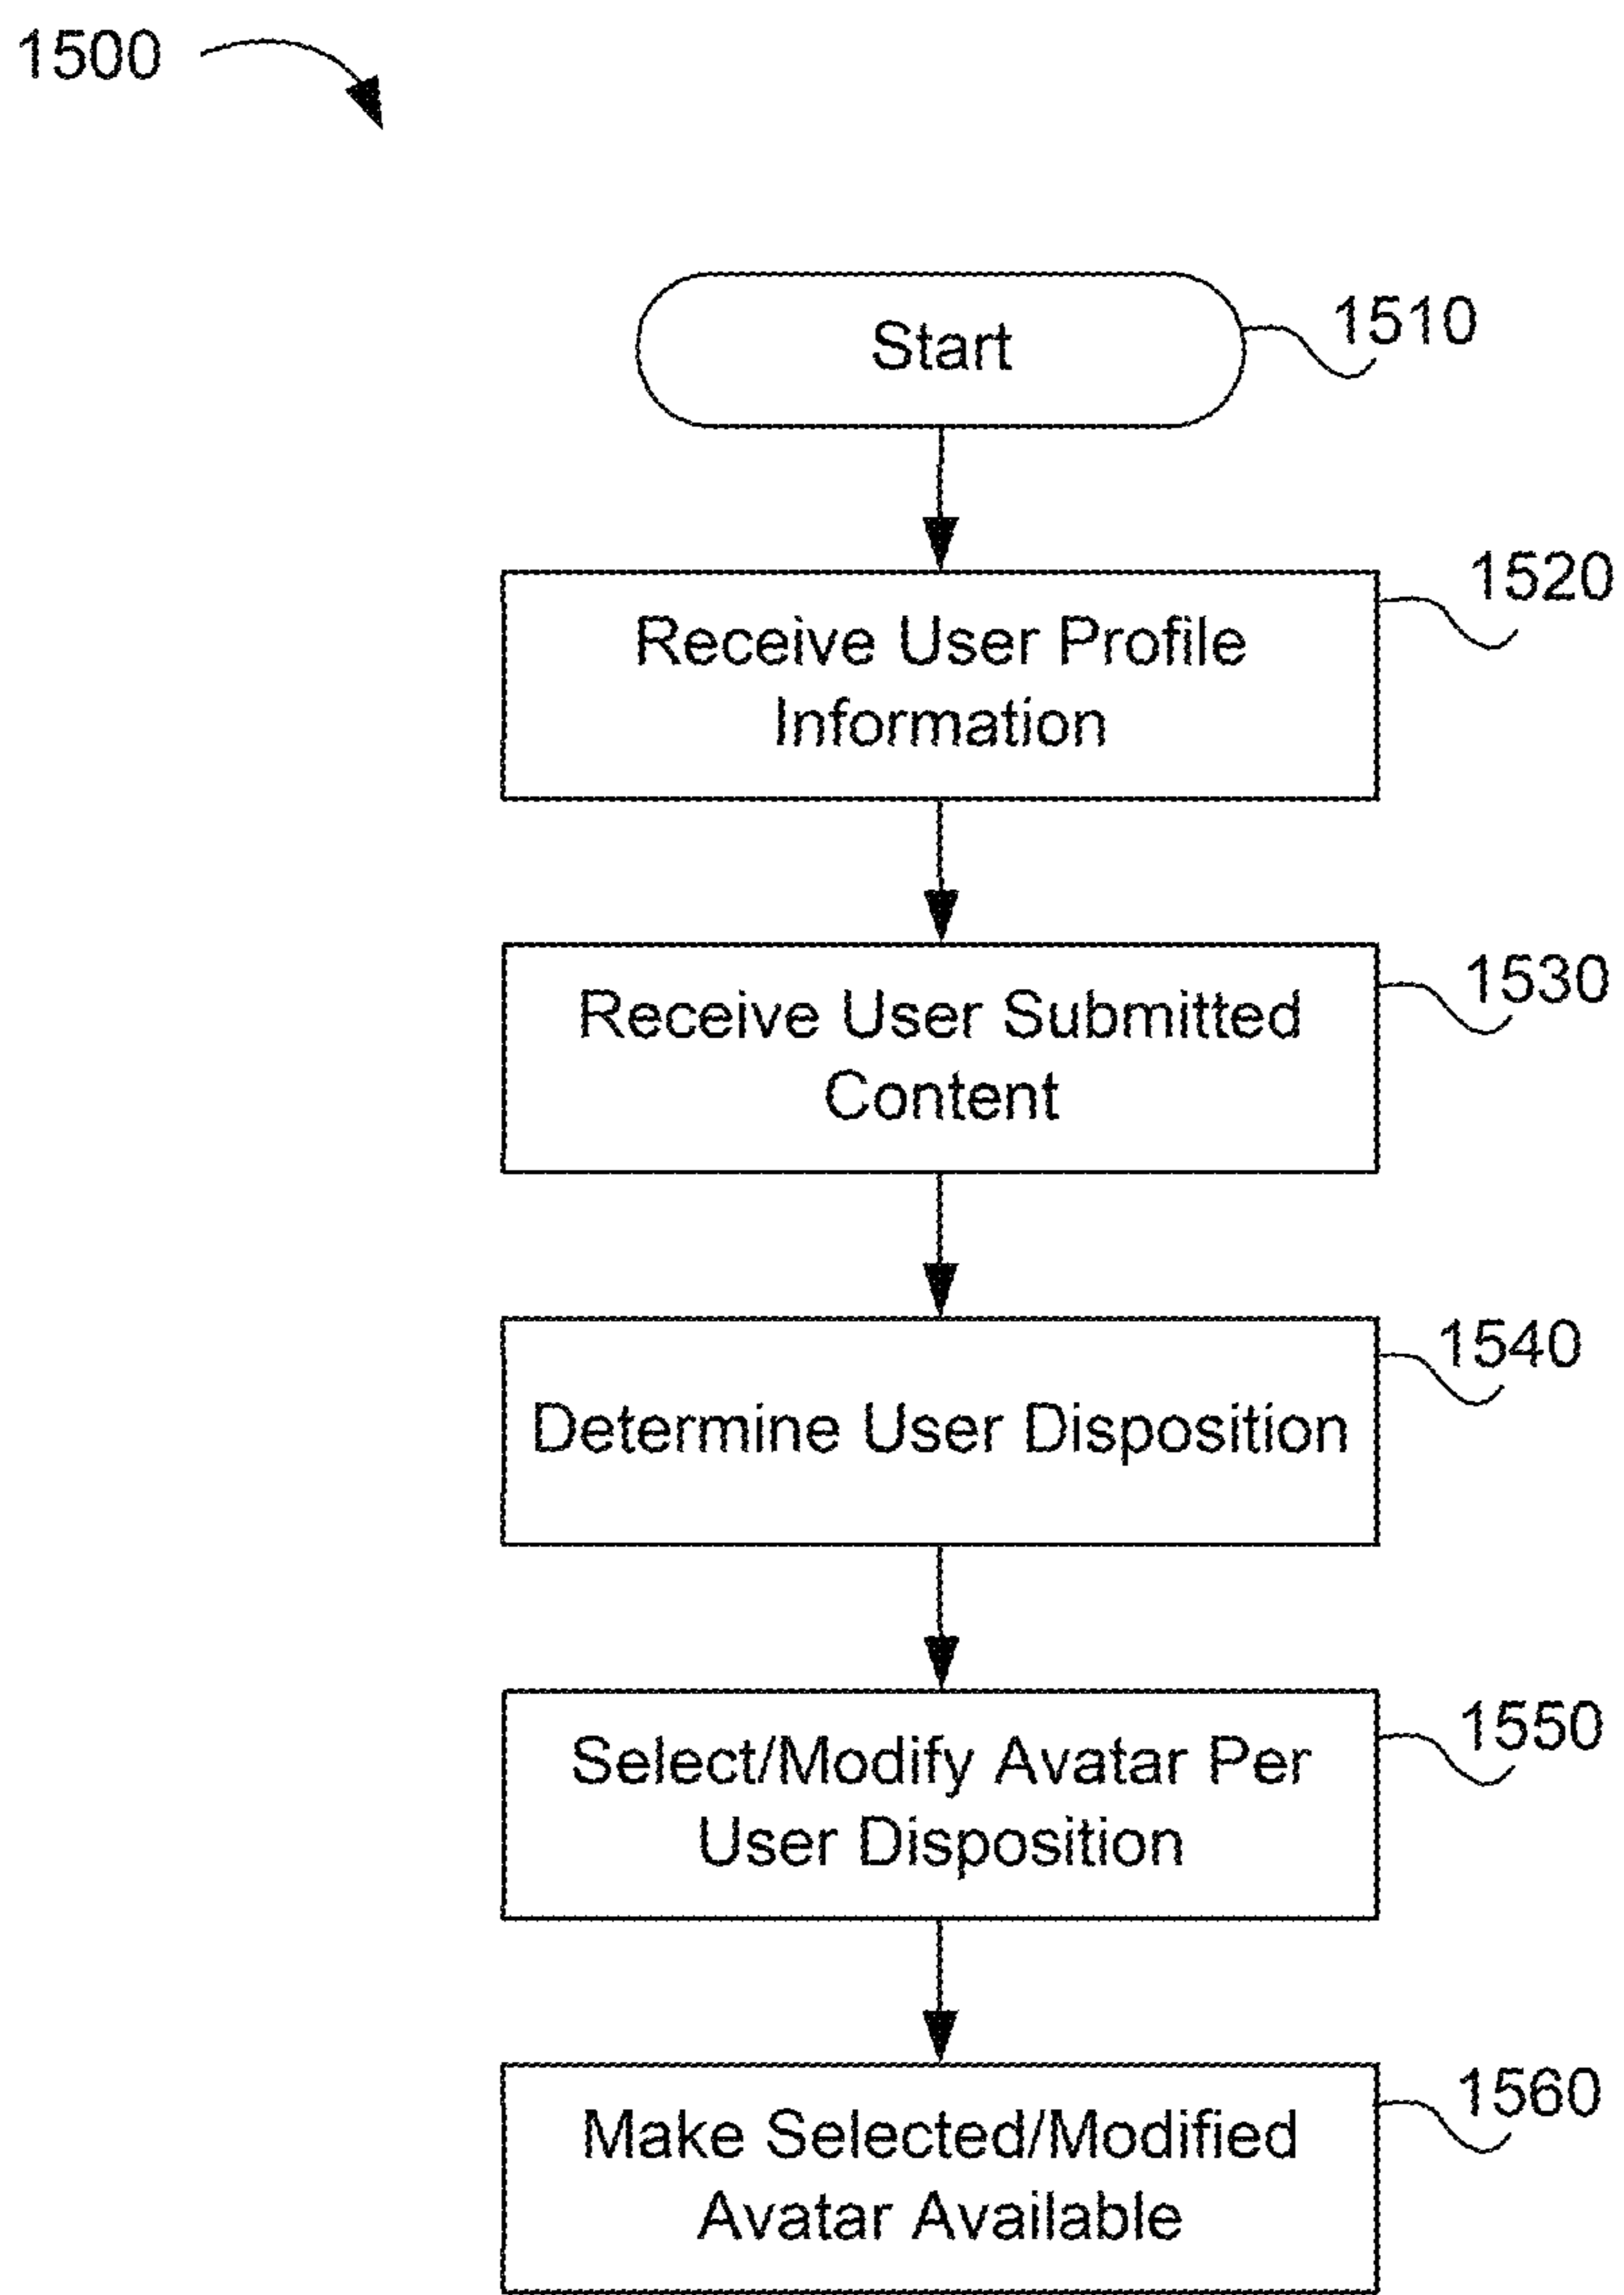 1500
Start
1510
Receive User Profile
Information
1520
Receive User Submitted
Content
1530
Determine User Disposition
1540
Select/Modify Avatar Per
User Disposition
1550
Make Selected/Modified
Avatar Available
1560